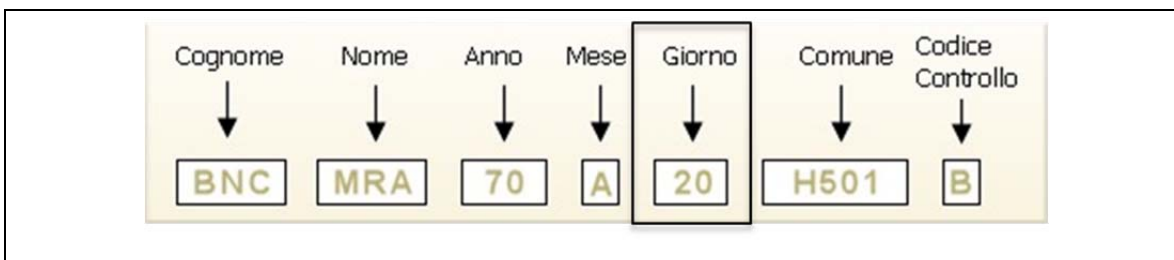 Cognome Nome Anno Mese Giorno Comune Codice Controllo
BNC MRA 70 A 20 H501 B